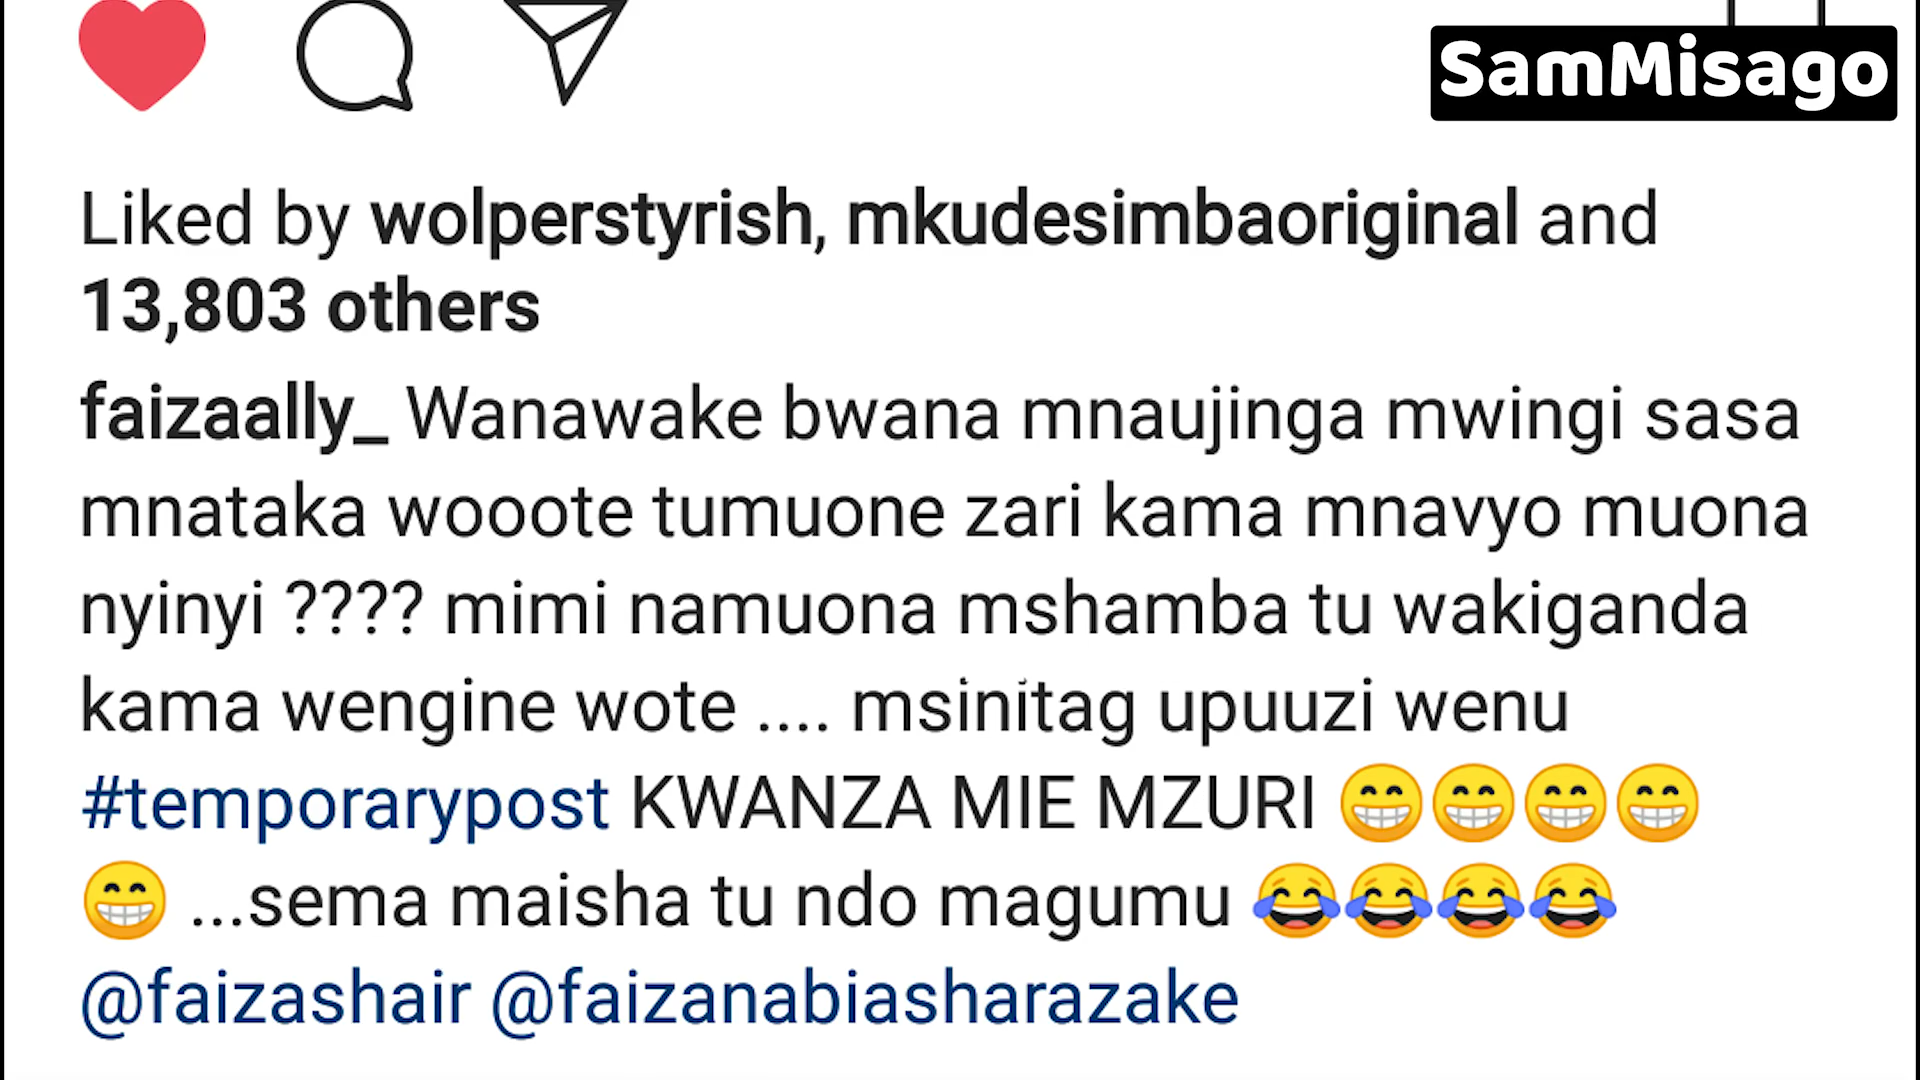 SamMisago
Liked by wolperstyrish, mkudesimbaoriginal and
13,803 others
faizaally_ Wanawake bwana mnaujinga mwingi sasa
mnataka wooote tumuone zari kama mnavyo muona
nyinyi ???? mimi namuona mshamba tu wakiganda
kama wengine wote .... msinitag upuuzi wenu
#temporarypost KWANZA MIE MZURI 😁😁😁😁
😁 ...sema maisha tu ndo magumu 😂😂😂😂
@faizashair @faizanabiasharazake